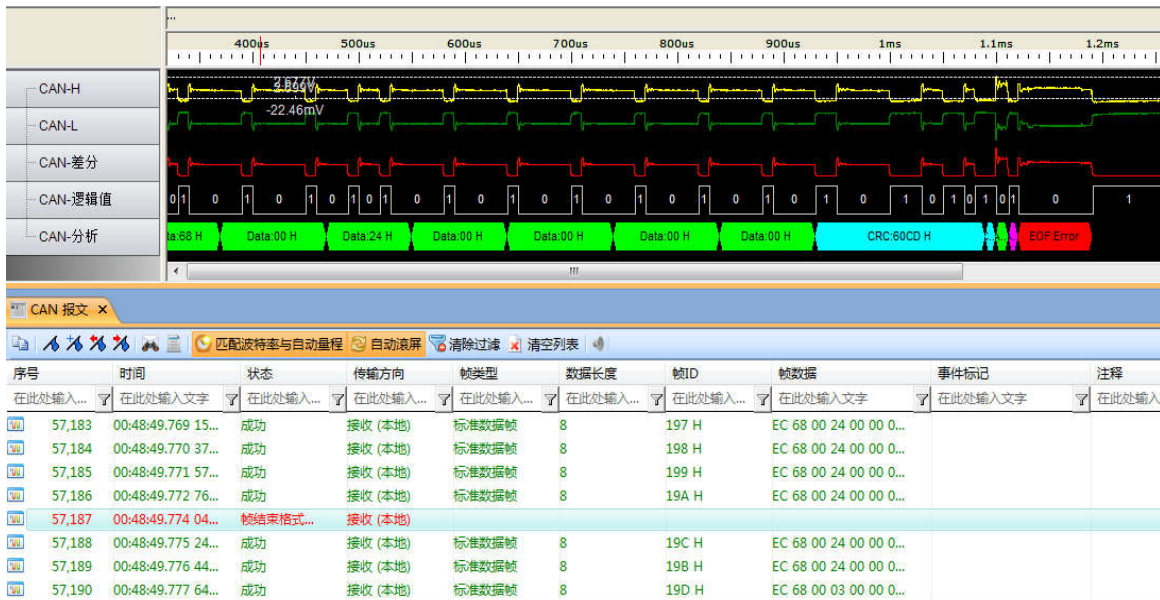 ...
400us 500us 600us 700us 800us 900us 1ms 1.1ms 1.2ms
CAN-H
-22.46mV
CAN-L
CAN-差分
CAN-逻辑值 0 1 0 1 0 1 0 1 0 1 0 1 0 1 0 1 0 1 0 1 0 1 0 1 0 1 0 1 0 1 0 1
CAN-分析 ta:68 H Data:00 H Data:24 H Data:00 H Data:00 H Data:00 H Data:00 H CRC:60CD H EOF:Error
CAN 报文 ×
匹配波特率与自动量程 自动滚屏 清除过滤 清空列表
序号 时间 状态 传输方向 帧类型 数据长度 帧ID 帧数据 事件标记 注释
在此处输入... 在此处输入文字 在此处输入... 在此处输入... 在此处输入... 在此处输入... 在此处输入... 在此处输入文字 在此处输入文字 在此处输入
57,183 00:48:49.769 15... 成功 接收 (本地) 标准数据帧 8 197 H EC 68 00 24 00 00 0...
57,184 00:48:49.770 37... 成功 接收 (本地) 标准数据帧 8 198 H EC 68 00 24 00 00 0...
57,185 00:48:49.771 57... 成功 接收 (本地) 标准数据帧 8 199 H EC 68 00 24 00 00 0...
57,186 00:48:49.772 76... 成功 接收 (本地) 标准数据帧 8 19A H EC 68 00 24 00 00 0...
57,187 00:48:49.774 04... 帧结束格式... 接收 (本地)
57,188 00:48:49.775 24... 成功 接收 (本地) 标准数据帧 8 19C H EC 68 00 24 00 00 0...
57,189 00:48:49.776 44... 成功 接收 (本地) 标准数据帧 8 19B H EC 68 00 24 00 00 0...
57,190 00:48:49.777 64... 成功 接收 (本地) 标准数据帧 8 19D H EC 68 00 03 00 00 0...